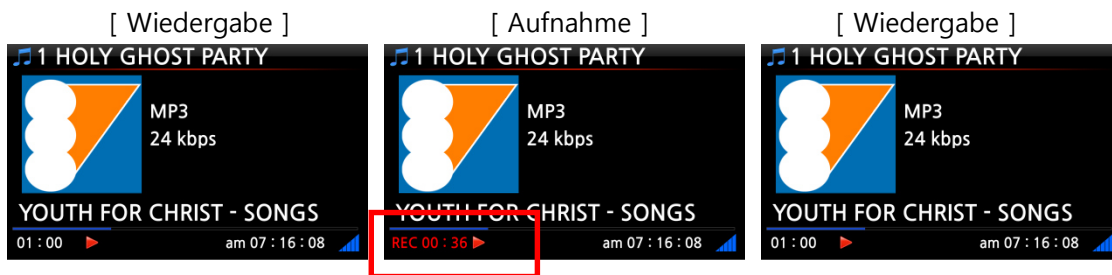 [ Wiedergabe ]
1 HOLY GHOST PARTY
MP3
24 kbps
YOUTH FOR CHRIST - SONGS
01 : 00 am 07 : 16 : 08
[ Aufnahme ]
1 HOLY GHOST PARTY
MP3
24 kbps
YOUTH FOR CHRIST - SONGS
REC 00 : 36 am 07 : 16 : 08
[ Wiedergabe ]
1 HOLY GHOST PARTY
MP3
24 kbps
YOUTH FOR CHRIST - SONGS
01 : 00 am 07 : 16 : 08